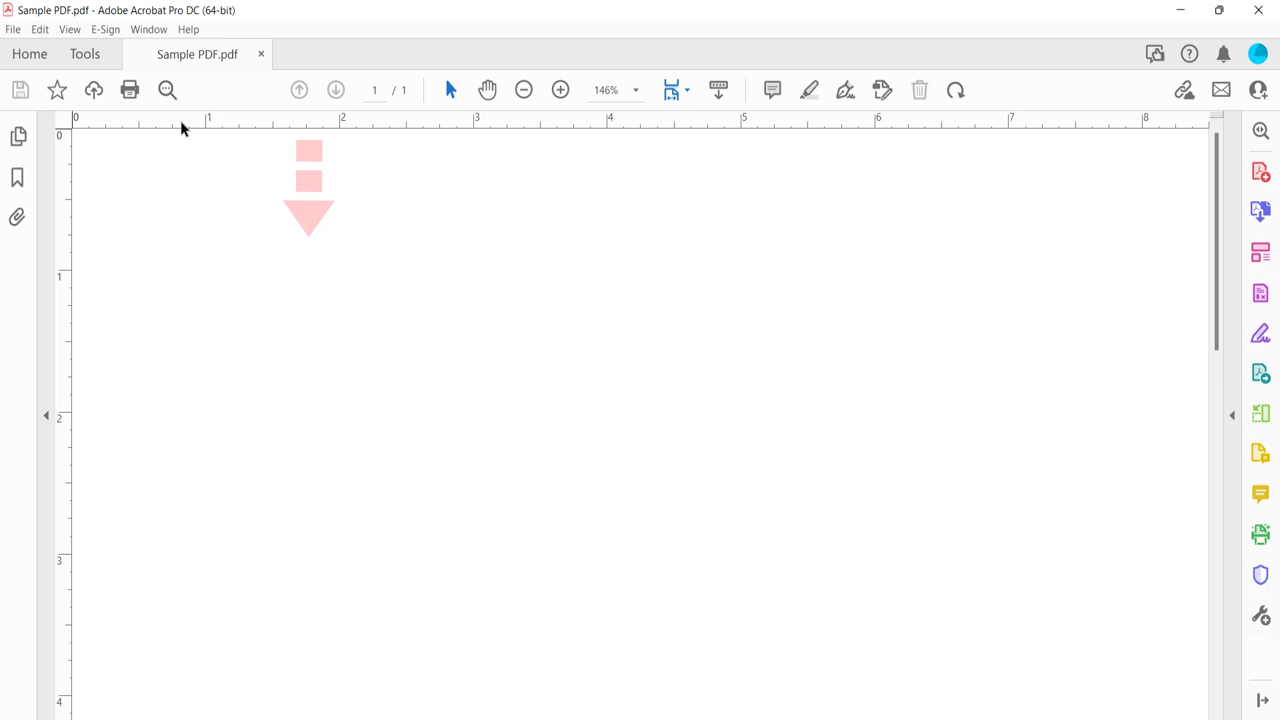 Sample PDF.pdf - Adobe Acrobat Pro DC (64-bit)
File Edit View E-Sign Window Help
Home Tools Sample PDF.pdf ×
1 / 1 146%
0 1 2 3 4 5 6 7 8
0
1
2
3
4